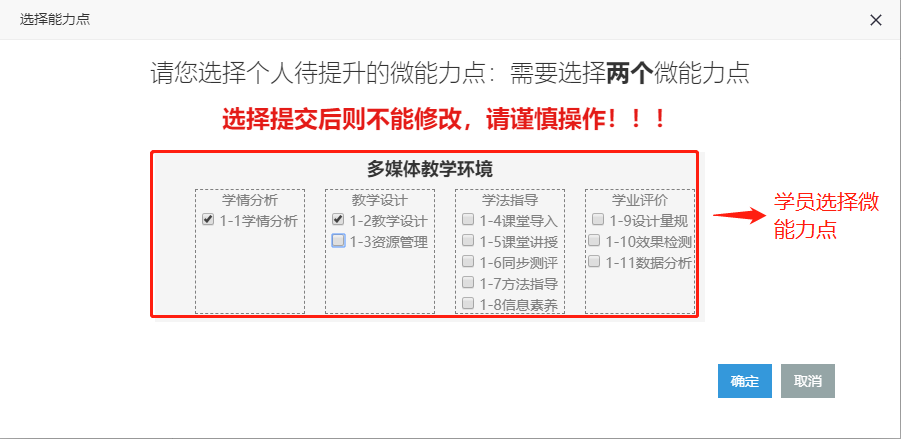 选择能力点
请您选择个人待提升的微能力点：需要选择两个微能力点
选择提交后则不能修改，请谨慎操作！！！
多媒体教学环境
学情分析
1-1学情分析
教学设计
1-2教学设计
1-3资源管理
学法指导
1-4课堂导入
1-5课堂讲授
1-6同步测评
1-7方法指导
1-8信息素养
学业评价
1-9设计量规
1-10效果检测
1-11数据分析
学员选择微
能力点
确定
取消